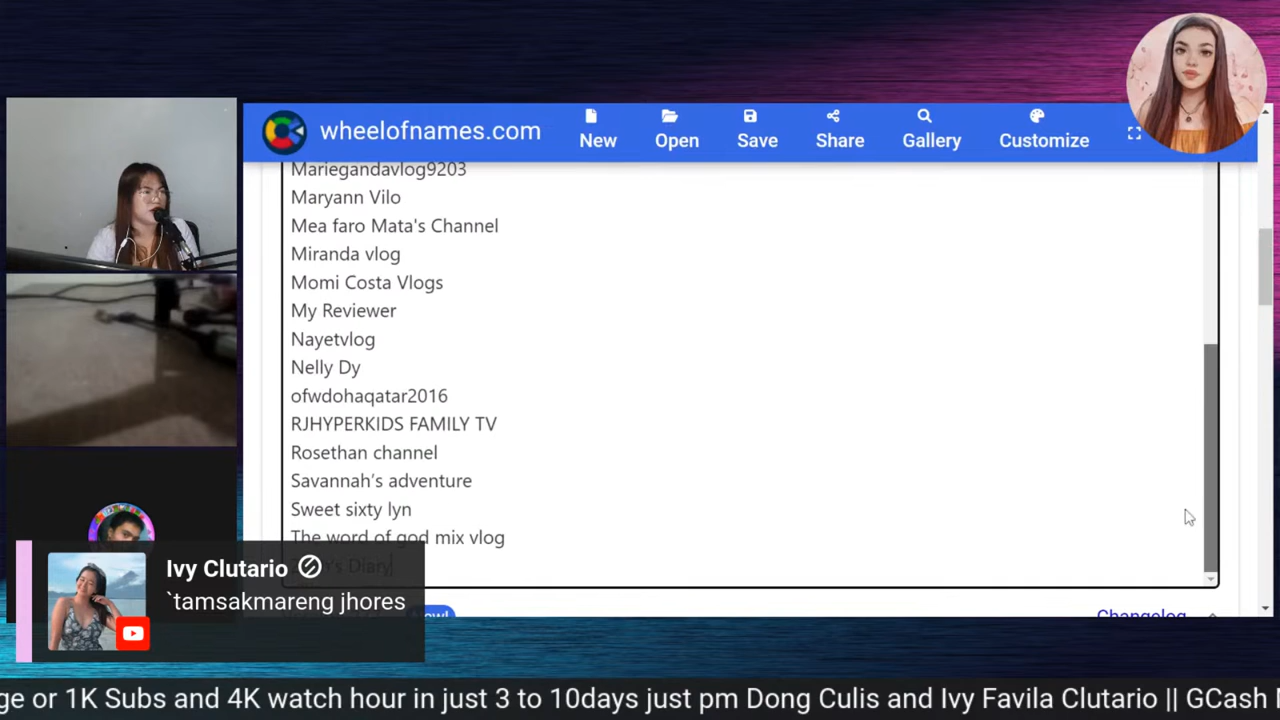 wheelofnames.com
New
Open
Save
Share
Gallery
Customize
Mariegandavlog9203
Maryann Vilo
Mea faro Mata's Channel
Miranda vlog
Momi Costa Vlogs
My Reviewer
Nayetvlog
Nelly Dy
ofwdohaqatar2016
RJHYPERKIDS FAMILY TV
Rosethan channel
Savannah's adventure
Sweet sixty lyn
The word of god mix vlog
Diary
New!
Changelog
Ivy Clutario
`tamsakmareng jhores
ge or 1K Subs and 4K watch hour in just 3 to 10days just pm Dong Culis and Ivy Favila Clutario || GCash